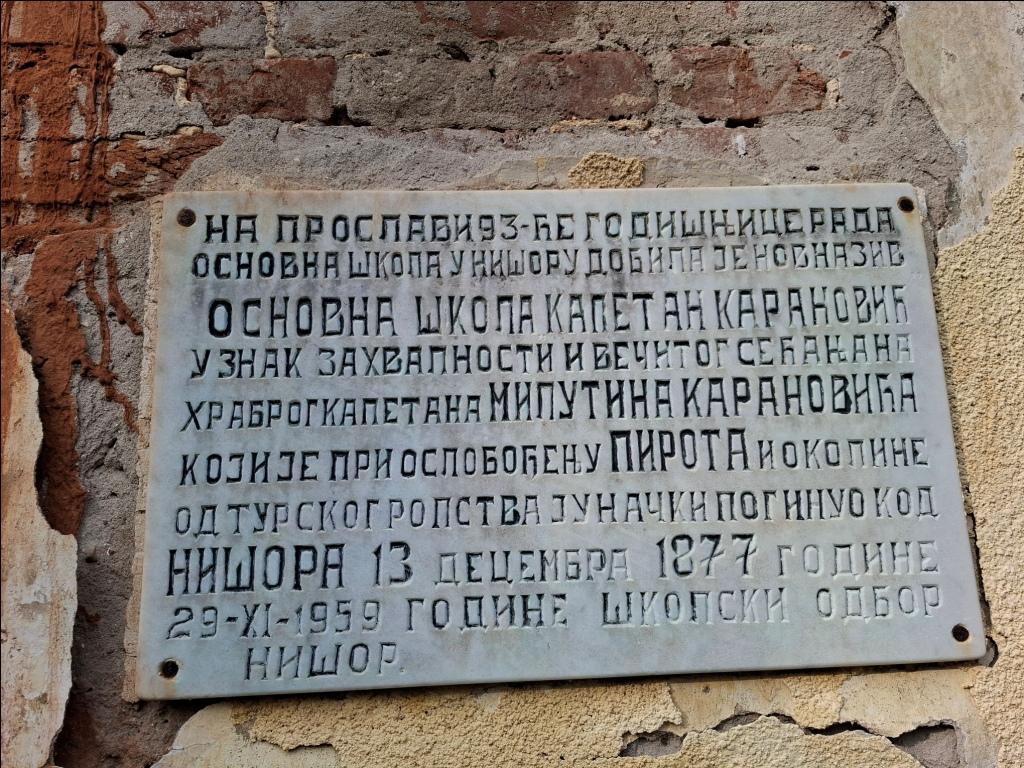 НА ПРОСЛАВИ 93-ЋЕ ГОДИШЊИЦЕ РАДА
ОСНОВНА ШКОЛА У НИШОРУ ДОБИЛА ЈЕ НОВ НАЗИВ
ОСНОВНА ШКОЛА КАПЕТАН КАРАНОВИЋ
У ЗНАК ЗАХВАЛНОСТИ И ВЕЧИТОГ СЕЋАЊА НА
ХРАБРОГ КАПЕТАНА МИЛУТИНА КАРАНОВИЋА
КОЈИ ЈЕ ПРИ ОСЛОБОЂЕЊУ ПИРОТА И ОКОЛИНЕ
ОД ТУРСКОГ РОПСТВА ЈУНАЧКИ ПОГИНУО КОД
НИШОРА 13 ДЕЦЕМБРА 1877 ГОДИНЕ
29-XI-1959 ГОДИНЕ ШКОЛСКИ ОДБОР
НИШОР.